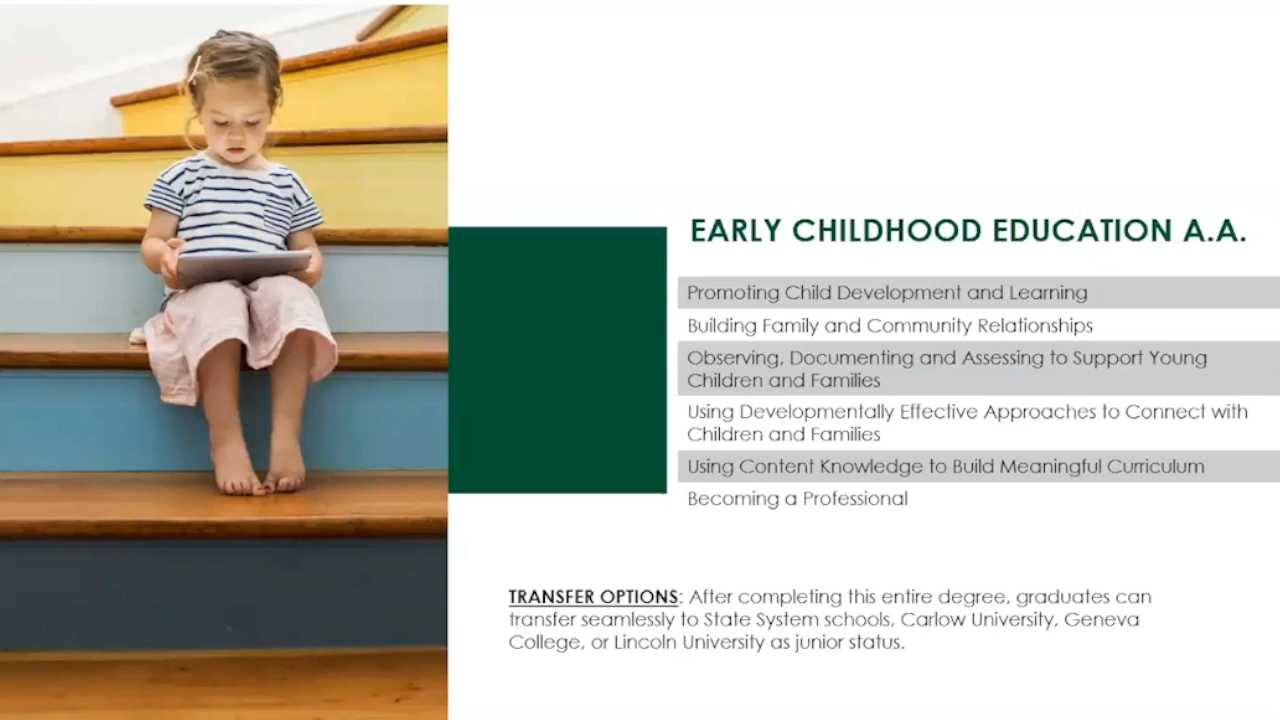 EARLY CHILDHOOD EDUCATION A.A.
Promoting Child Development and Learning
Building Family and Community Relationships
Observing, Documenting and Assessing to Support Young
Children and Families
Using Developmentally Effective Approaches to Connect with
Children and Families
Using Content Knowledge to Build Meaningful Curriculum
Becoming a Professional
TRANSFER OPTIONS: After completing this entire degree, graduates can
transfer seamlessly to State System schools, Carlow University, Geneva
College, or Lincoln University as junior status.